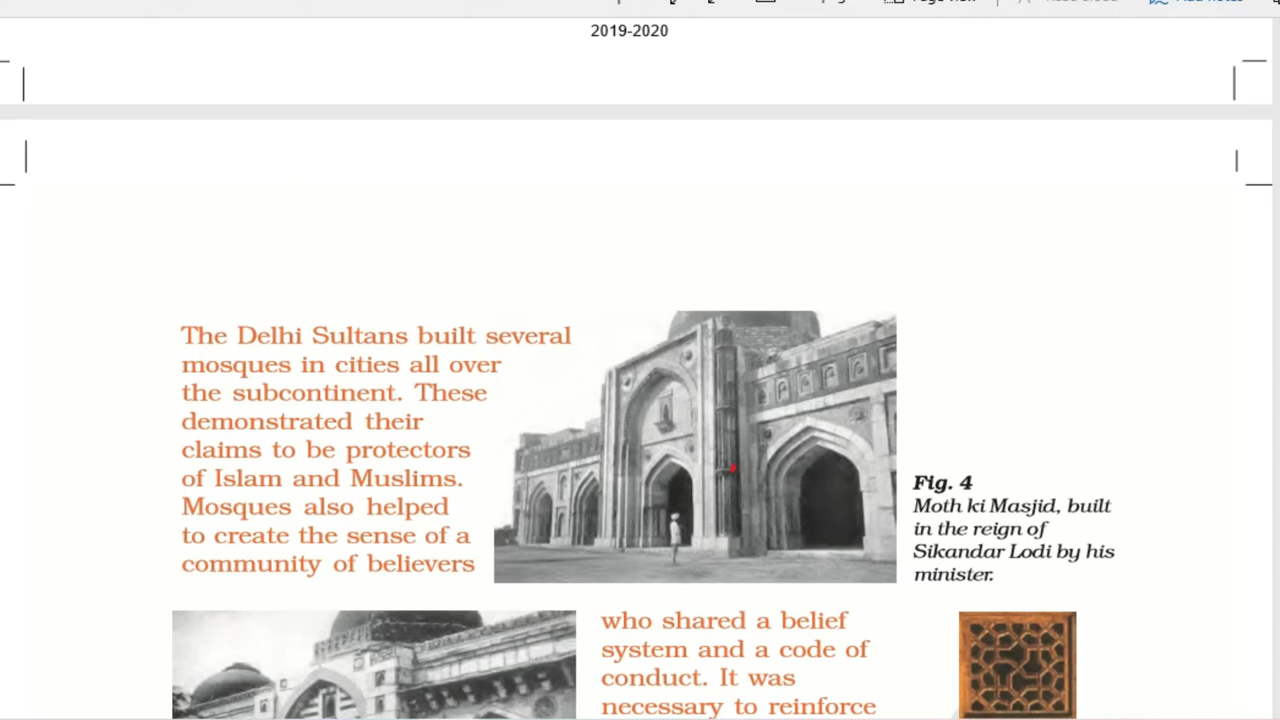 2019-2020
The Delhi Sultans built several
mosques in cities all over
the subcontinent. These
demonstrated their
claims to be protectors
of Islam and Muslims.
Mosques also helped
to create the sense of a
community of believers
Fig. 4
Moth ki Masjid, built
in the reign of
Sikandar Lodi by his
minister.
who shared a belief
system and a code of
conduct. It was
necessary to reinforce